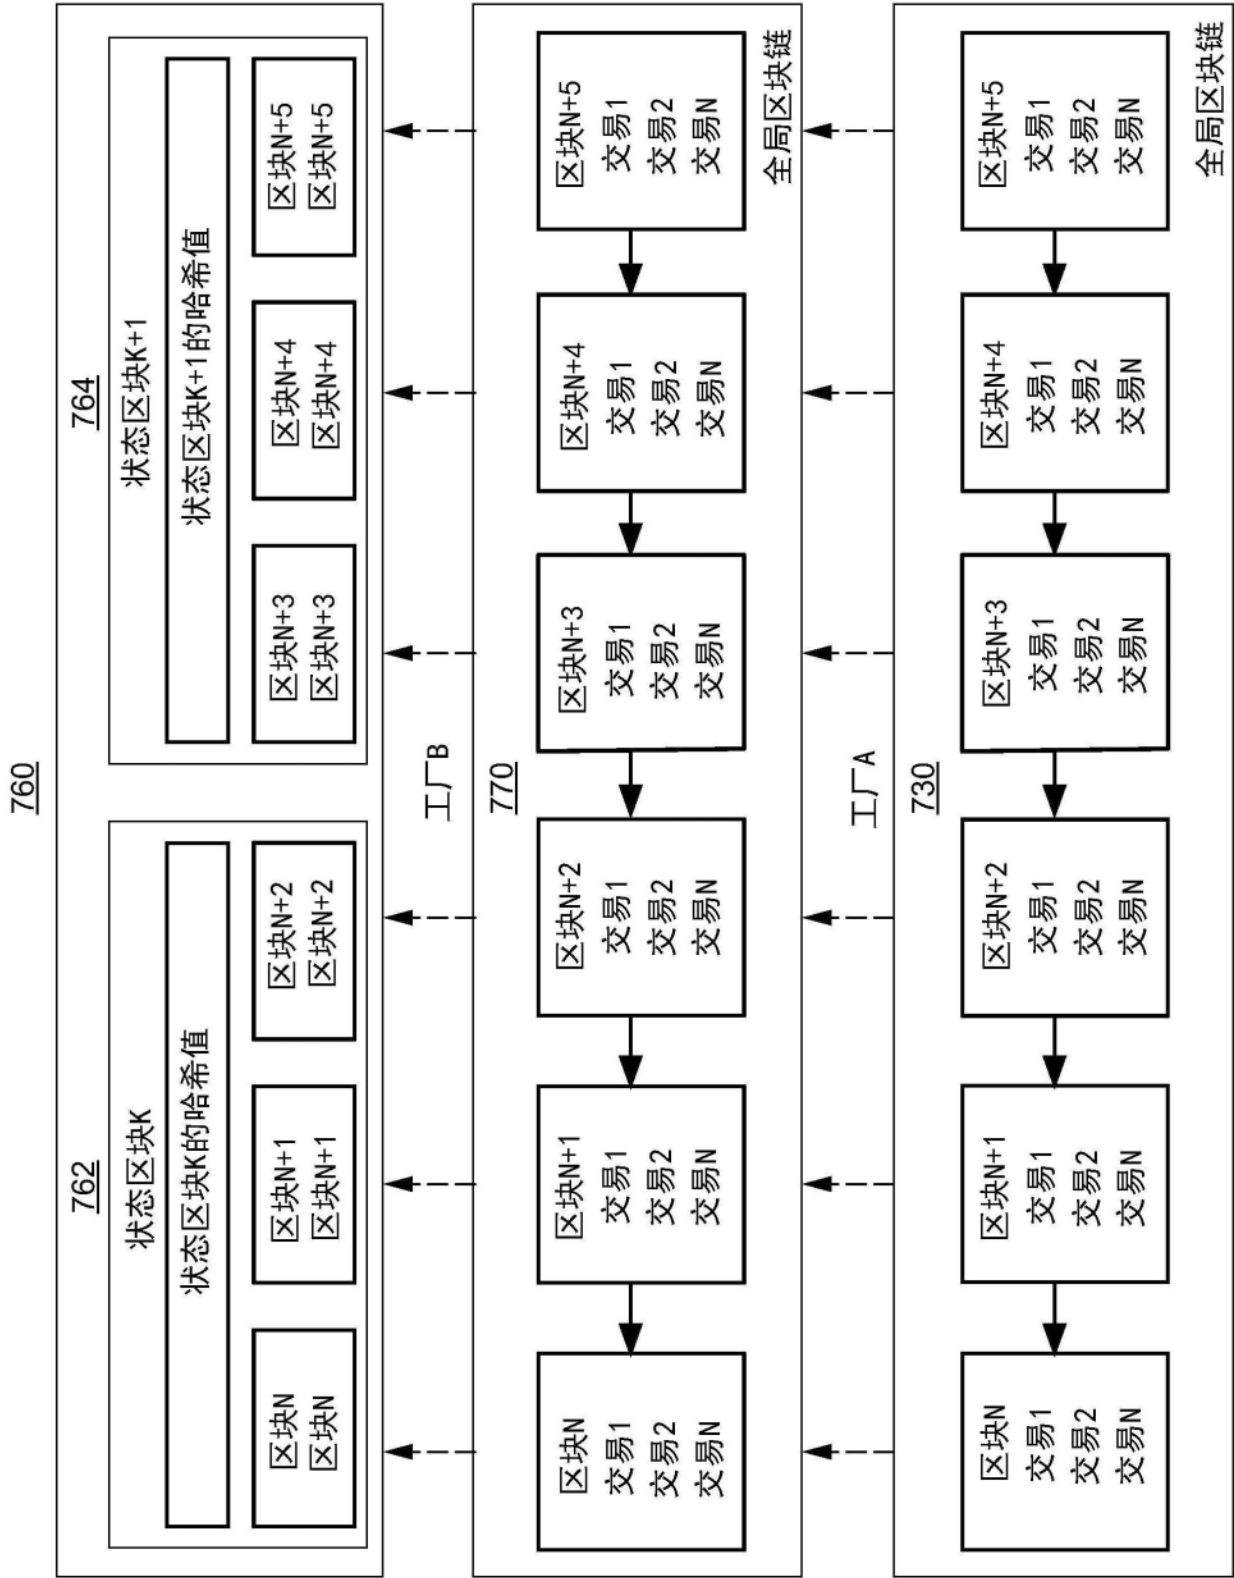 760
762
状态区块K
状态区块K的哈希值
区块N
区块N
区块N+1
区块N+1
区块N+2
区块N+2
764
状态区块K+1
状态区块K+1的哈希值
区块N+3
区块N+3
区块N+4
区块N+4
区块N+5
区块N+5
工厂B
770
区块N
交易1
交易2
交易N
区块N+1
交易1
交易2
交易N
区块N+2
交易1
交易2
交易N
区块N+3
交易1
交易2
交易N
区块N+4
交易1
交易2
交易N
区块N+5
交易1
交易2
交易N
全局区块链
工厂A
730
区块N
交易1
交易2
交易N
区块N+1
交易1
交易2
交易N
区块N+2
交易1
交易2
交易N
区块N+3
交易1
交易2
交易N
区块N+4
交易1
交易2
交易N
区块N+5
交易1
交易2
交易N
全局区块链